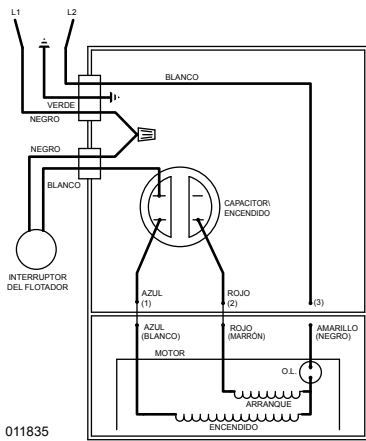 L1
L2
BLANCO
VERDE
NEGRO
NEGRO
BLANCO
CAPACITOR\
ENCENDIDO
INTERRUPTOR
DEL FLOTADOR
AZUL
(1)
ROJO
(2)
(3)
AZUL
(BLANCO)
ROJO
(MARRÓN)
AMARILLO
(NEGRO)
MOTOR
O.L.
ARRANQUE
ENCENDIDO
011835